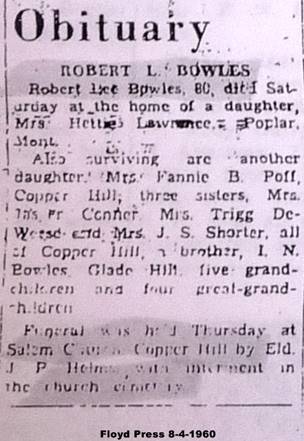 Obituary
ROBERT L. BOWLES
Robert Lee Bowles, 80, died Sat-
urday at the home of a daughter,
Mrs. Hettie Lawrence, Poplar,
Mont.
Also surviving are another
daughter, Mrs. Fannie B. Poff,
Copper Hill; three sisters, Mrs.
Conner, Mrs. Trigg De-
Weese and Mrs. J. S. Shorter, all
of Copper Hill, a brother, I. N.
Bowles, Glade Hill, five grand-
children and four great-grand-
children
Funeral was held Thursday at
Salem Church, Copper Hill by Eld.
J. P. Helms, with interment in
the church cemetery.
Floyd Press 8-4-1960